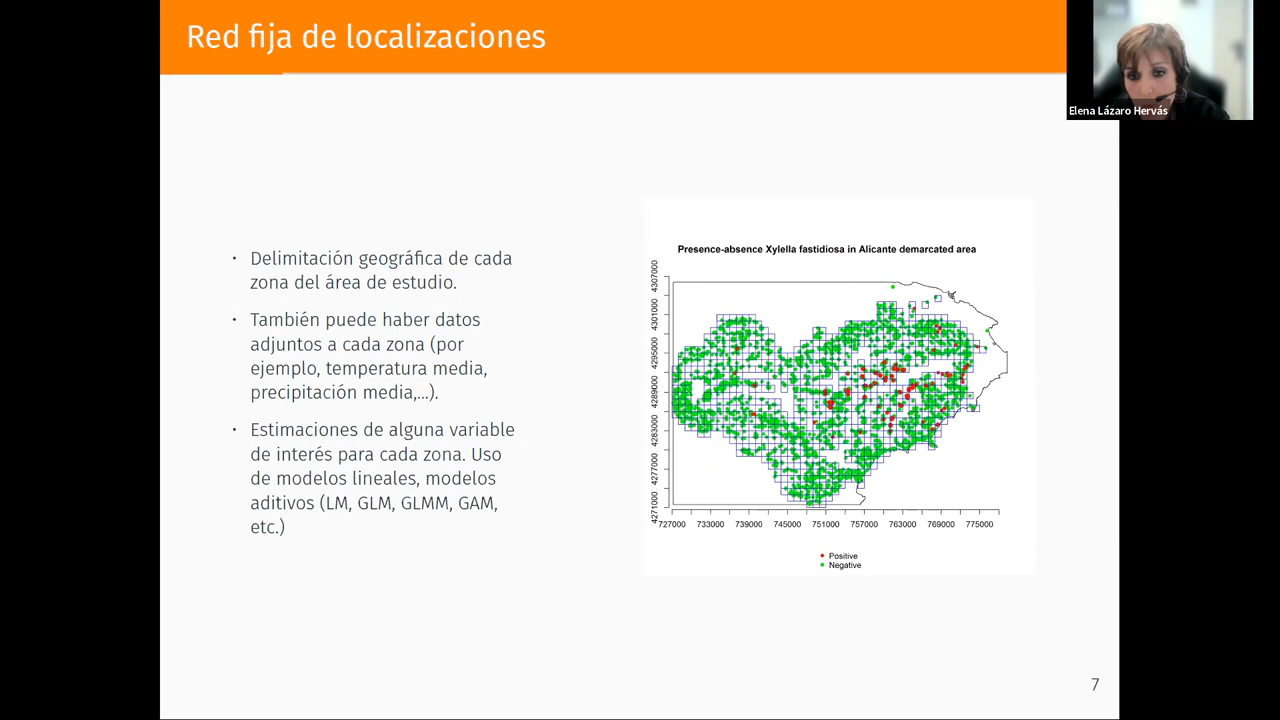 Red fija de localizaciones
Elena Lázaro Hervás
· Delimitación geográfica de cada
zona del área de estudio.
· También puede haber datos
adjuntos a cada zona (por
ejemplo, temperatura media,
precipitación media,...).
· Estimaciones de alguna variable
de interés para cada zona. Uso
de modelos lineales, modelos
aditivos (LM, GLM, GLMM, GAM,
etc.)
Presence-absence Xylella fastidiosa in Alicante demarcated area
4307000
4301000
4295000
4289000
4283000
4277000
4271000
727000 733000 739000 745000 751000 757000 763000 769000 775000
Positive
Negative
7